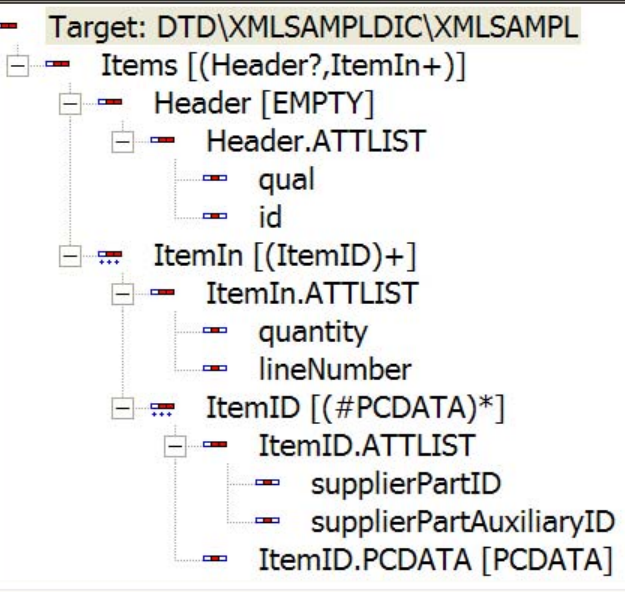 Target: DTD\XMLSAMPLDIC\XMLSAMPL
Items [(Header?,ItemIn+)]
Header [EMPTY]
Header.ATTLIST
qual
id
ItemIn [(ItemID)+]
ItemIn.ATTLIST
quantity
lineNumber
ItemID [(#PCDATA)*]
ItemID.ATTLIST
supplierPartID
supplierPartAuxiliaryID
ItemID.PCDATA [PCDATA]